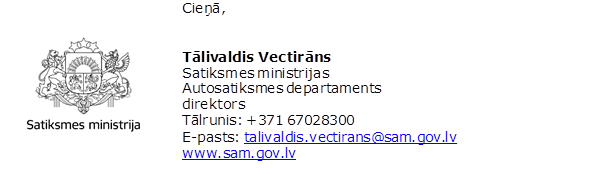 Cieņā,
Tālivaldis Vectirāns
Satiksmes ministrijas
Autosatiksmes departaments
direktors
Tālrunis: +371 67028300
E-pasts: talivaldis.vectirans@sam.gov.lv
www.sam.gov.lv
Satiksmes ministrija